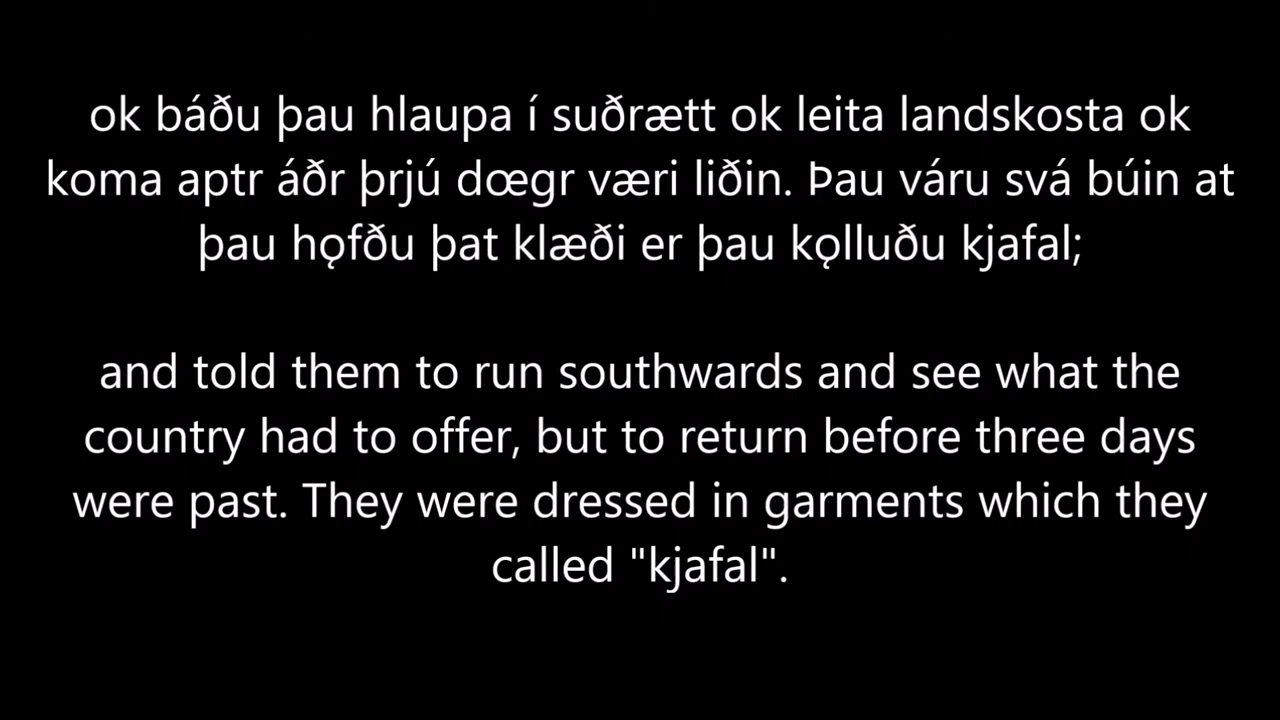 ok báðu þau hlaupa í suðrætt ok leita landskosta ok
koma aptr áðr þrjú dœgr væri liðin. Þau váru svá búin at
þau hǫfðu þat klæði er þau kǫlluðu kjafal;
and told them to run southwards and see what the
country had to offer, but to return before three days
were past. They were dressed in garments which they
called "kjafal".